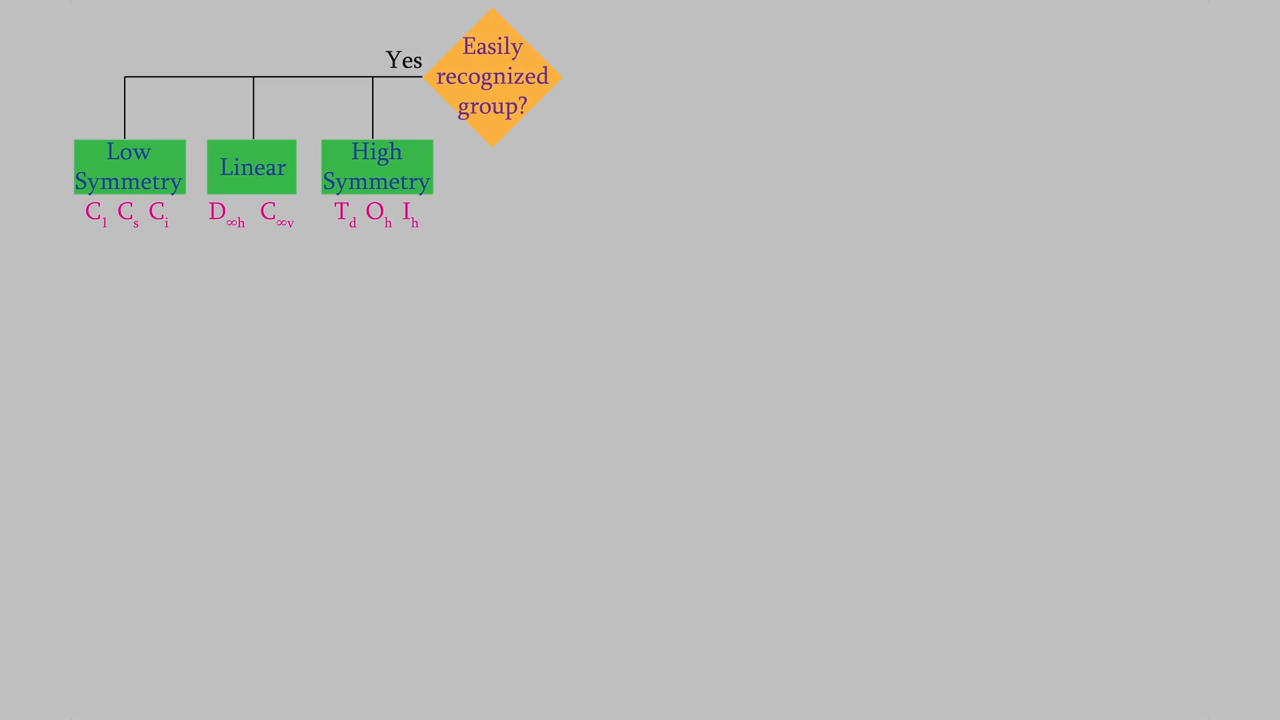 Yes
Easily
recognized
group?
Low
Symmetry
Linear
High
Symmetry
C₁ Cₛ Cᵢ
D∞h C∞v
Td Oh Ih